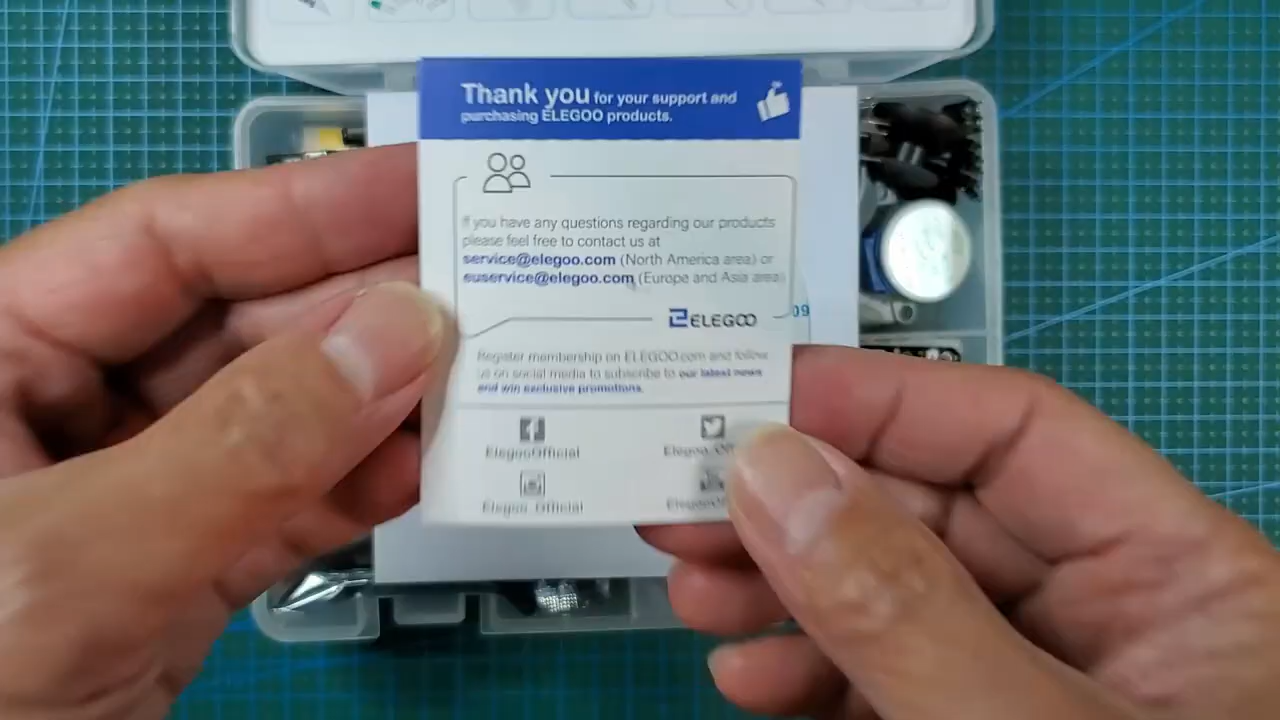 Thank you for your support and
purchasing ELEGOO products.
If you have any questions regarding our products
please feel free to contact us at
service@elegoo.com (North America area) or
euservice@elegoo.com (Europe and Asia area)
09
ELEGOO
Register membership on ELEGOO.com and follow
us on social media to subscribe to our latest news
and win exclusive promotions.
ElegooOfficial
Elegoo_Official